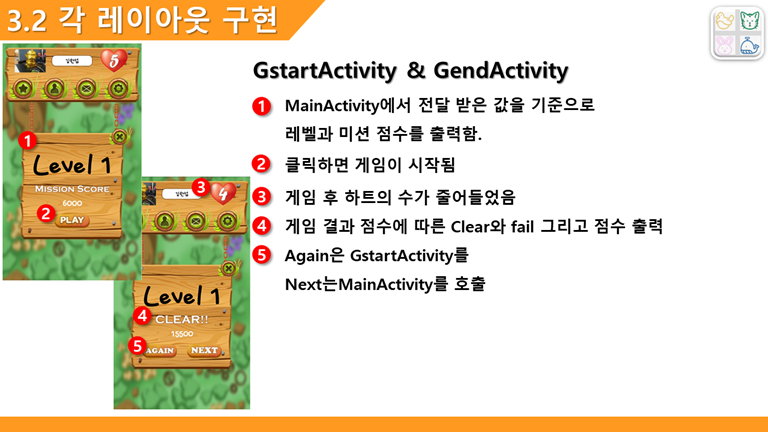 3.2 각 레이아웃 구현
GstartActivity & GendActivity
1 MainActivity에서 전달 받은 값을 기준으로
레벨과 미션 점수를 출력함.
2 클릭하면 게임이 시작됨
3 게임 후 하트의 수가 줄어들었음
4 게임 결과 점수에 따른 Clear와 fail 그리고 점수 출력
5 Again은 GstartActivity를
Next는MainActivity를 호출
5
1
Level 1
Mission Score
6000
2 PLAY
3 4
Level 1
4 CLEAR!!
15500
5 AGAIN NEXT